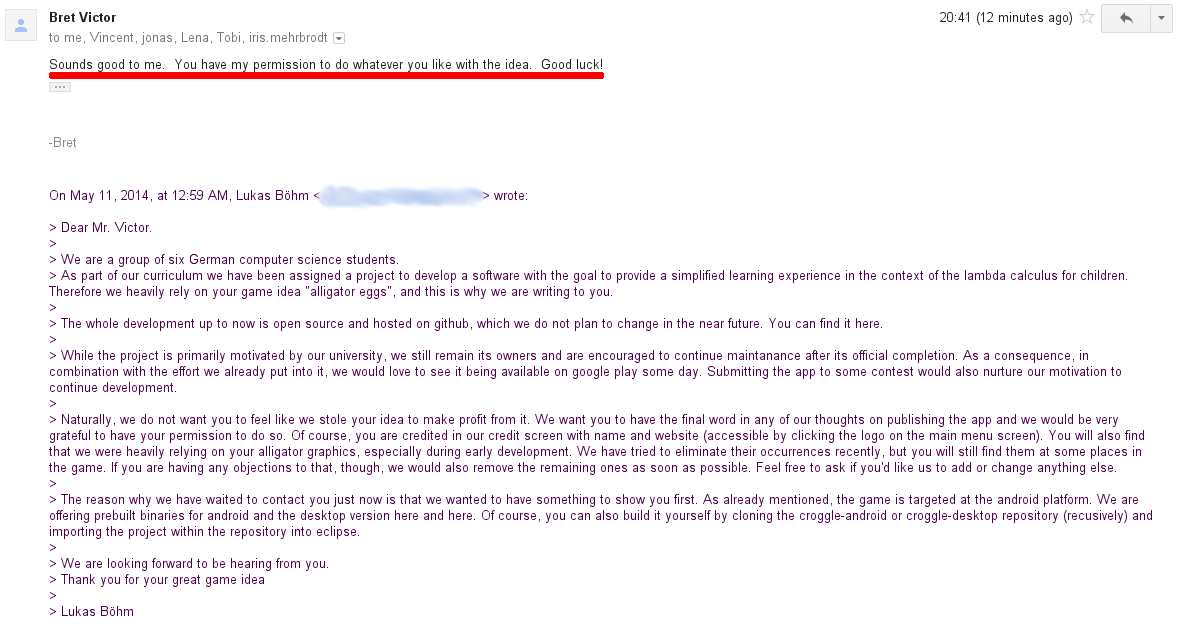 Bret Victor
20:41 (12 minutes ago)
to me, Vincent, jonas, Lena, Tobi, iris.mehrbrodt
Sounds good to me.  You have my permission to do whatever you like with the idea.  Good luck!
-Bret
On May 11, 2014, at 12:59 AM, Lukas Böhm < > wrote:
> Dear Mr. Victor.
>
> We are a group of six German computer science students.
> As part of our curriculum we have been assigned a project to develop a software with the goal to provide a simplified learning experience in the context of the lambda calculus for children.
Therefore we heavily rely on your game idea "alligator eggs", and this is why we are writing to you.
>
> The whole development up to now is open source and hosted on github, which we do not plan to change in the near future. You can find it here.
>
> While the project is primarily motivated by our university, we still remain its owners and are encouraged to continue maintanance after its official completion. As a consequence, in
combination with the effort we already put into it, we would love to see it being available on google play some day. Submitting the app to some contest would also nurture our motivation to
continue development.
>
> Naturally, we do not want you to feel like we stole your idea to make profit from it. We want you to have the final word in any of our thoughts on publishing the app and we would be very
grateful to have your permission to do so. Of course, you are credited in our credit screen with name and website (accessible by clicking the logo on the main menu screen). You will also find
that we were heavily relying on your alligator graphics, especially during early development. We have tried to eliminate their occurrences recently, but you will still find them at some places in
the game. If you are having any objections to that, though, we would also remove the remaining ones as soon as possible. Feel free to ask if you'd like us to add or change anything else.
>
> The reason why we have waited to contact you just now is that we wanted to have something to show you first. As already mentioned, the game is targeted at the android platform. We are
offering prebuilt binaries for android and the desktop version here and here. Of course, you can also build it yourself by cloning the croggle-android or croggle-desktop repository (recusively) and
importing the project within the repository into eclipse.
>
> We are looking forward to be hearing from you.
> Thank you for your great game idea
>
> Lukas Böhm